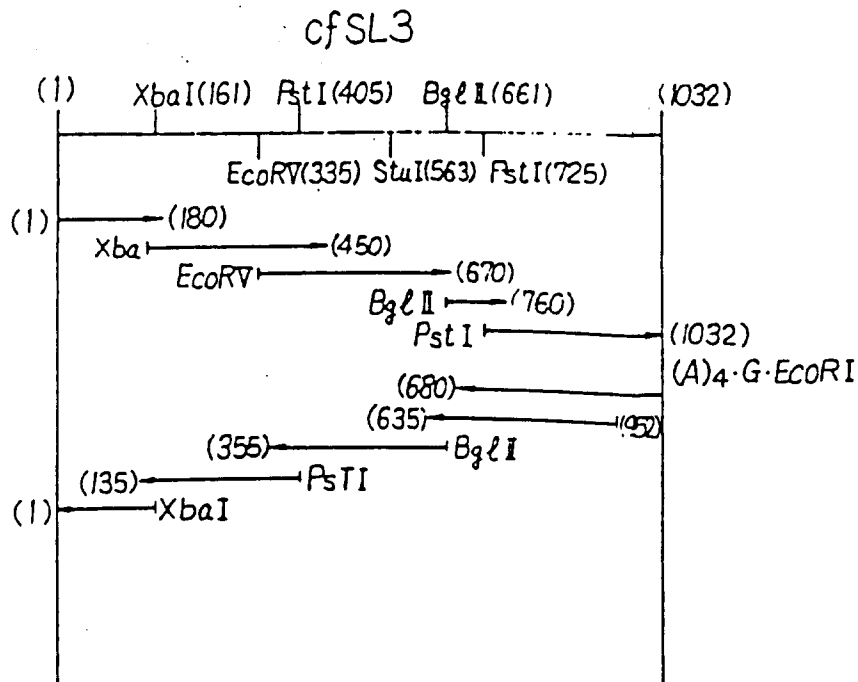 cfSL3
(1) XbaI(161) PstI(405) BglII(661) (1032)
EcoRV(335) StuI(563) PstI(725)
(1) (180)
Xba (450)
EcoRV (670)
BglII (760)
PstI (1032)
(A)4·G·EcoRI
(680)
(635) (952)
(355) BglII
(135) PsTI
(1) XbaI